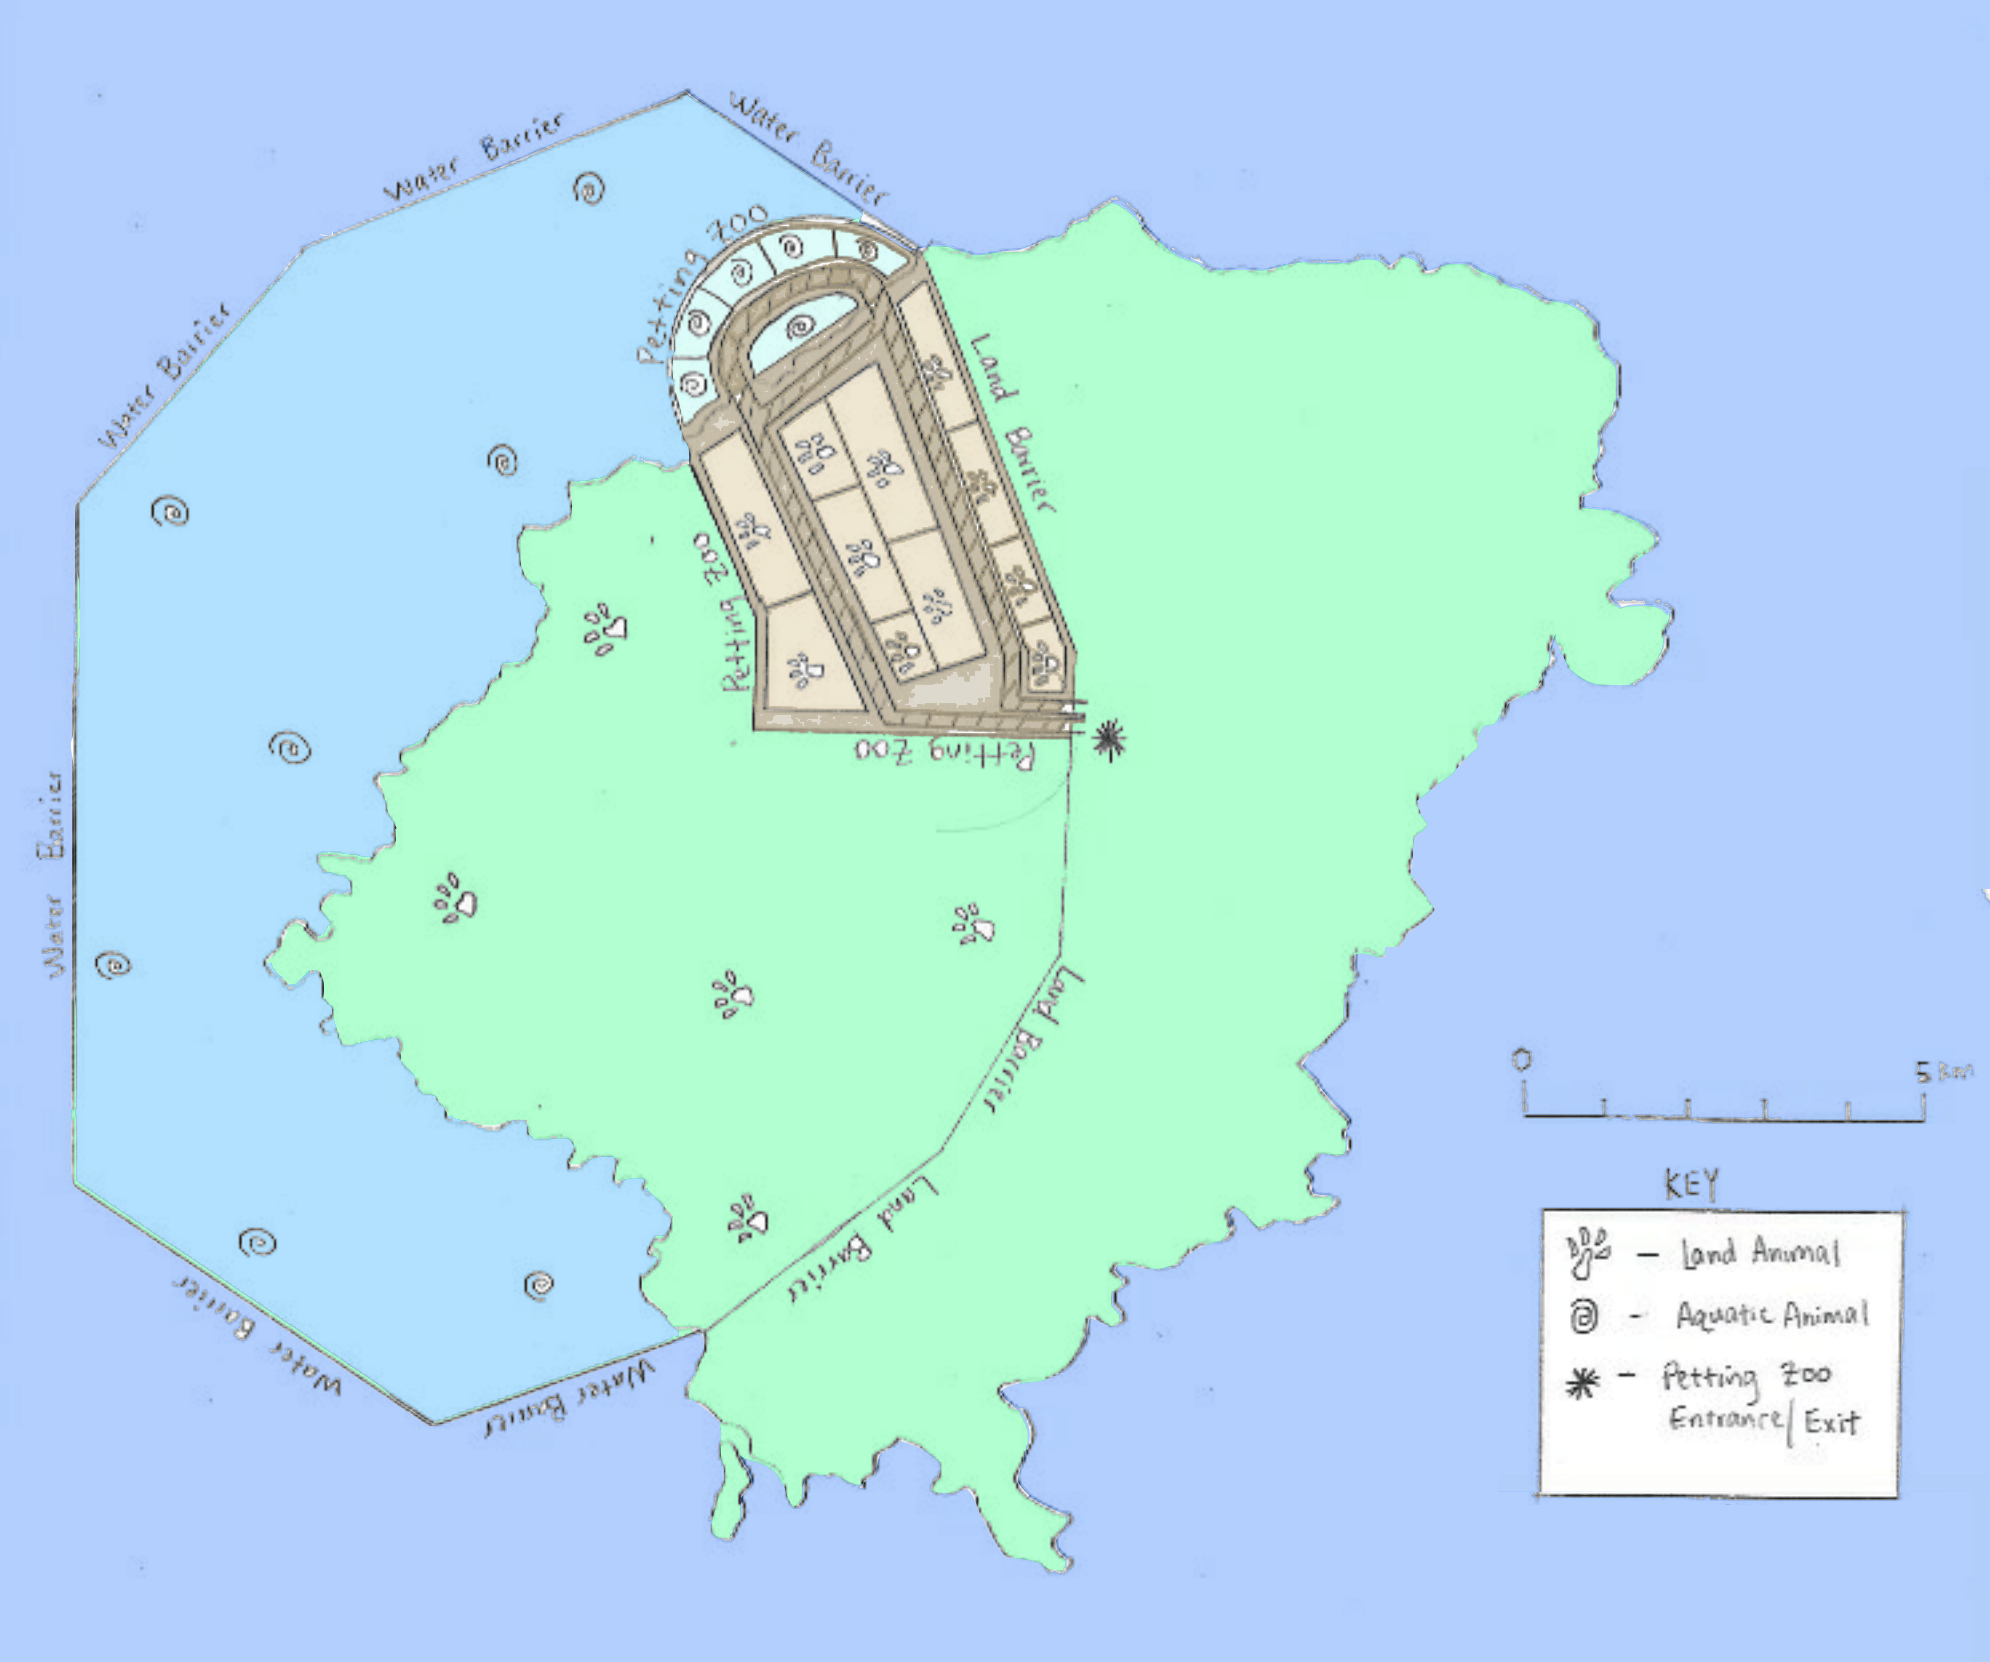 Water Barrier
Water Barrier
Water Barrier
Water Barrier
Water Barrier
Water Barrier
Petting Zoo
Petting Zoo
Petting Zoo
Land Barrier
Land Barrier
Land Barrier
0
5 km
KEY
- Land Animal
- Aquatic Animal
- Petting Zoo
Entrance/Exit